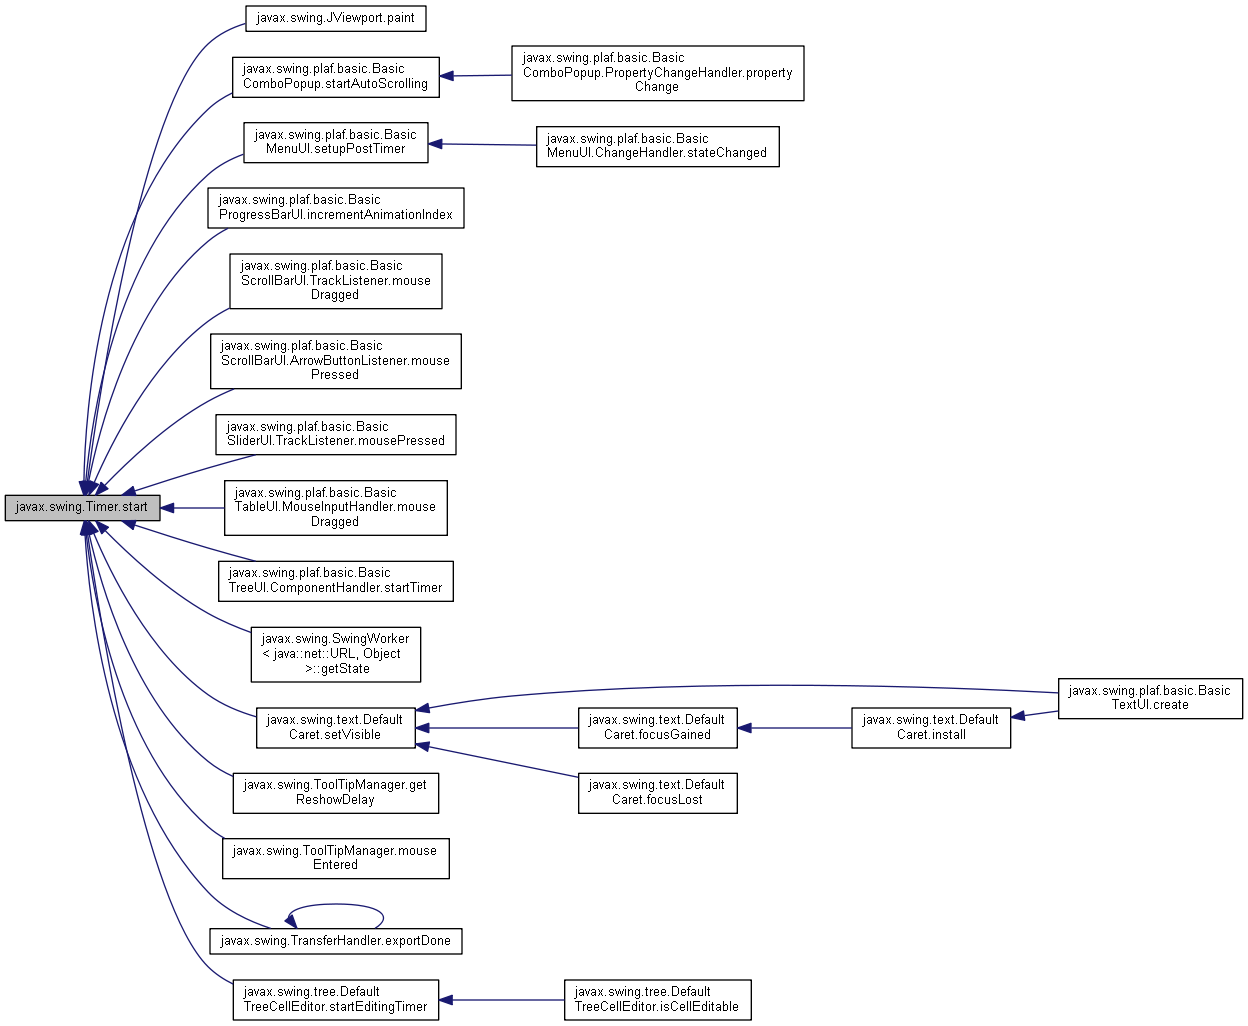 javax.swing.JViewport.paint
javax.swing.plaf.basic.Basic
ComboPopup.startAutoScrolling
javax.swing.plaf.basic.Basic
ComboPopup.PropertyChangeHandler.property
Change
javax.swing.plaf.basic.Basic
MenuUI.setupPostTimer
javax.swing.plaf.basic.Basic
MenuUI.ChangeHandler.stateChanged
javax.swing.plaf.basic.Basic
ProgressBarUI.incrementAnimationIndex
javax.swing.plaf.basic.Basic
ScrollBarUI.TrackListener.mouse
Dragged
javax.swing.plaf.basic.Basic
ScrollBarUI.ArrowButtonListener.mouse
Pressed
javax.swing.plaf.basic.Basic
SliderUI.TrackListener.mousePressed
javax.swing.Timer.start
javax.swing.plaf.basic.Basic
TableUI.MouseInputHandler.mouse
Dragged
javax.swing.plaf.basic.Basic
TreeUI.ComponentHandler.startTimer
javax.swing.SwingWorker
< java::net::URL, Object
>::getState
javax.swing.text.Default
Caret.setVisible
javax.swing.text.Default
Caret.focusGained
javax.swing.text.Default
Caret.install
javax.swing.plaf.basic.Basic
TextUI.create
javax.swing.text.Default
Caret.focusLost
javax.swing.ToolTipManager.get
ReshowDelay
javax.swing.ToolTipManager.mouse
Entered
javax.swing.TransferHandler.exportDone
javax.swing.tree.Default
TreeCellEditor.startEditingTimer
javax.swing.tree.Default
TreeCellEditor.isCellEditable